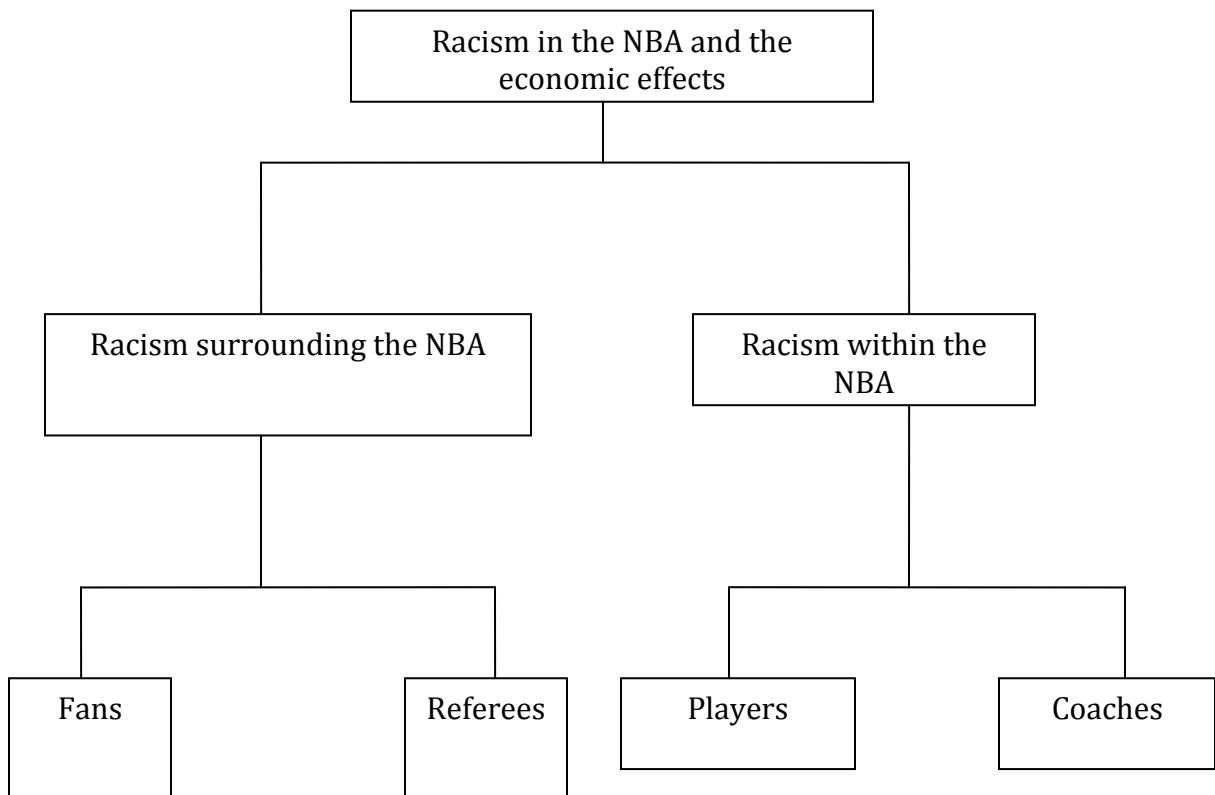 Racism in the NBA and the
economic effects
Racism surrounding the NBA
Racism within the
NBA
Fans
Referees
Players
Coaches